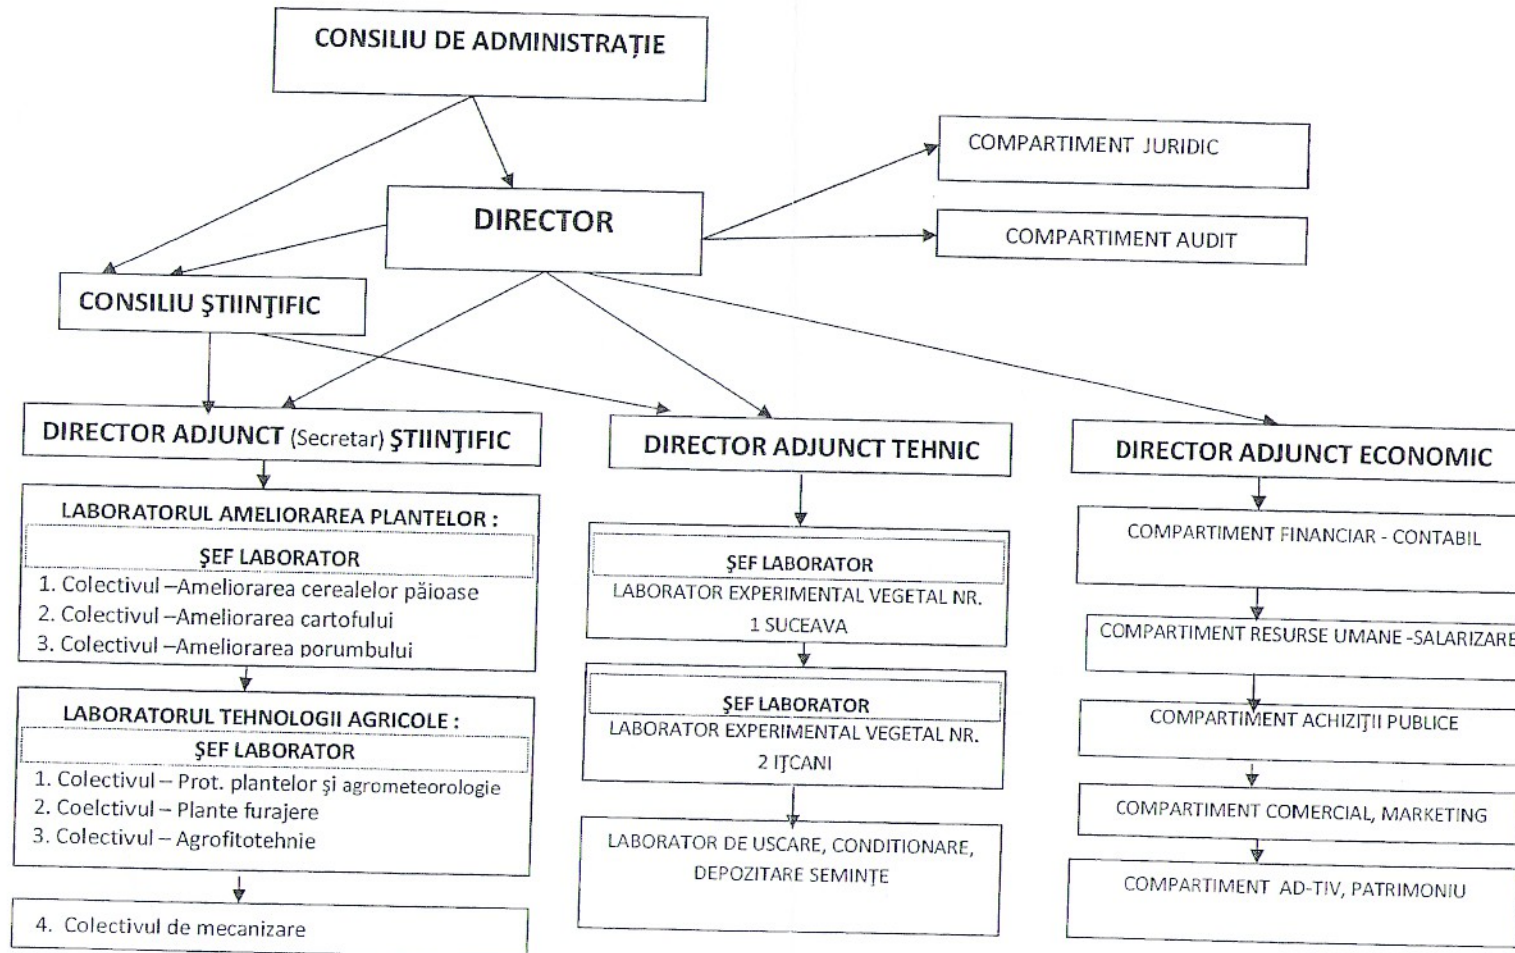 CONSILIU DE ADMINISTRAȚIE
COMPARTIMENT JURIDIC
DIRECTOR
COMPARTIMENT AUDIT
CONSILIU ŞTIINŢIFIC
DIRECTOR ADJUNCT (Secretar) ŞTIINŢIFIC
LABORATORUL AMELIORAREA PLANTELOR :
ŞEF LABORATOR
1. Colectivul –Ameliorarea cerealelor păioase
2. Colectivul –Ameliorarea cartofului
3. Colectivul –Ameliorarea porumbului
LABORATORUL TEHNOLOGII AGRICOLE :
ŞEF LABORATOR
1. Colectivul – Prot. plantelor şi agrometeorologie
2. Coelctivul – Plante furajere
3. Colectivul – Agrofitotehnie
4. Colectivul de mecanizare
DIRECTOR ADJUNCT TEHNIC
ŞEF LABORATOR
LABORATOR EXPERIMENTAL VEGETAL NR.
1 SUCEAVA
ŞEF LABORATOR
LABORATOR EXPERIMENTAL VEGETAL NR.
2 IŢCANI
LABORATOR DE USCARE, CONDITIONARE,
DEPOZITARE SEMINŢE
DIRECTOR ADJUNCT ECONOMIC
COMPARTIMENT FINANCIAR - CONTABIL
COMPARTIMENT RESURSE UMANE -SALARIZARE
COMPARTIMENT ACHIZIŢII PUBLICE
COMPARTIMENT COMERCIAL, MARKETING
COMPARTIMENT AD-TIV, PATRIMONIU